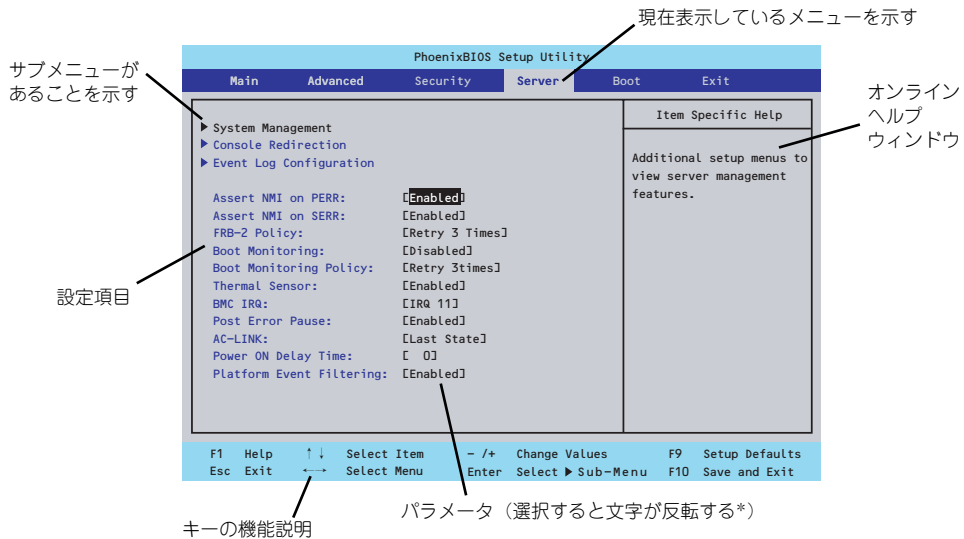 現在表示しているメニューを示す
サブメニューが
あることを示す
PhoenixBIOS Setup Utility
Main Advanced Security Server Boot Exit
オンライン
ヘルプ
ウィンドウ
Item Specific Help
System Management
Console Redirection
Event Log Configuration
Additional setup menus to
view server management
features.
Assert NMI on PERR: [Enabled]
Assert NMI on SERR: [Enabled]
FRB-2 Policy: [Retry 3 Times]
Boot Monitoring: [Disabled]
Boot Monitoring Policy: [Retry 3times]
Thermal Sensor: [Enabled]
BMC IRQ: [IRQ 11]
Post Error Pause: [Enabled]
AC-LINK: [Last State]
Power ON Delay Time: [ 0]
Platform Event Filtering: [Enabled]
設定項目
F1 Help ↑↓ Select Item - /+ Change Values F9 Setup Defaults
Esc Exit ←→ Select Menu Enter Select ▶ Sub-Menu F10 Save and Exit
パラメータ（選択すると文字が反転する*）
キーの機能説明